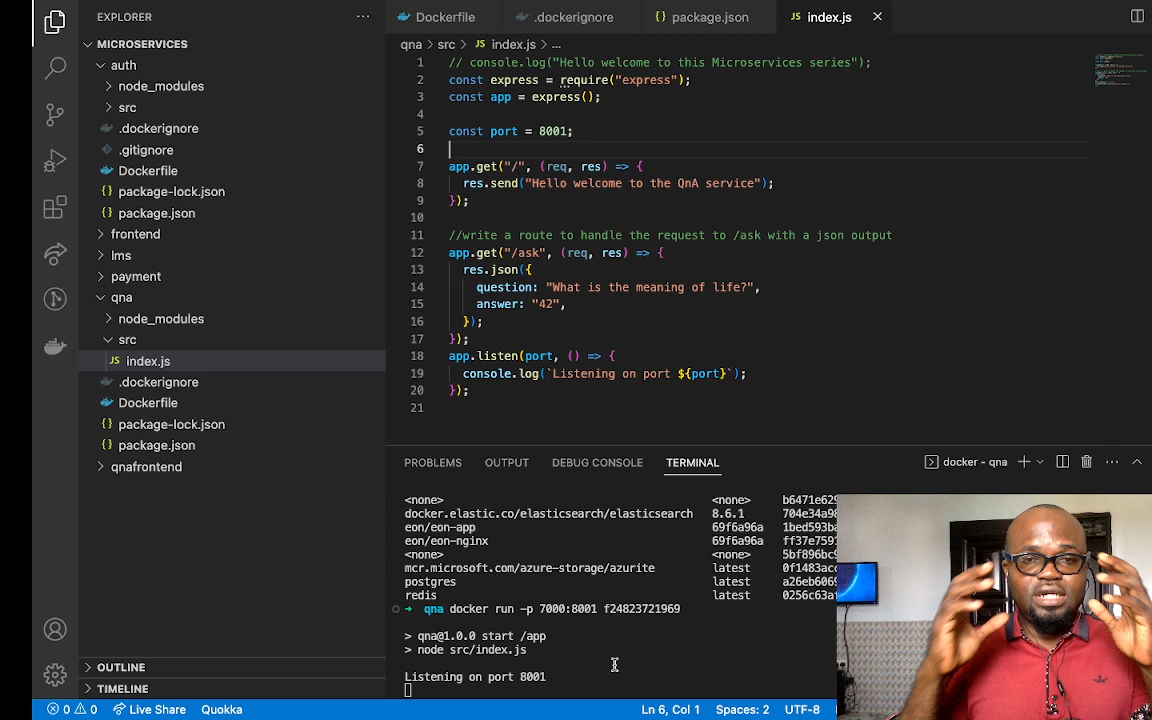 EXPLORER
MICROSERVICES
auth
node_modules
src
.dockerignore
.gitignore
Dockerfile
package-lock.json
package.json
frontend
lms
payment
qna
node_modules
src
JS index.js
.dockerignore
Dockerfile
package-lock.json
package.json
qnafrontend
OUTLINE
TIMELINE
Dockerfile .dockerignore {} package.json JS index.js
qna > src > JS index.js > ...
1 // console.log("Hello welcome to this Microservices series");
2 const express = require("express");
3 const app = express();
4
5 const port = 8001;
6
7 app.get("/", (req, res) => {
8 res.send("Hello welcome to the QnA service");
9 });
10
11 //write a route to handle the request to /ask with a json output
12 app.get("/ask", (req, res) => {
13 res.json({
14 question: "What is the meaning of life?",
15 answer: "42",
16 });
17 });
18 app.listen(port, () => {
19 console.log(`Listening on port ${port}`);
20 });
21
PROBLEMS OUTPUT DEBUG CONSOLE TERMINAL docker - qna
<none> <none> b6471e629
docker.elastic.co/elasticsearch/elasticsearch 8.6.1 704e34a98
eon/eon-app 69f6a96a 1bed593ba
eon/eon-nginx 69f6a96a ff37e7591
<none> <none> 5bf896bc9
mcr.microsoft.com/azure-storage/azurite latest 0f1483acc
postgres latest a26eb6069
redis latest 0256c63af
→ qna docker run -p 7000:8001 f24823721969
> qna@1.0.0 start /app
> node src/index.js
Listening on port 8001
0 0 Live Share Quokka Ln 6, Col 1 Spaces: 2 UTF-8